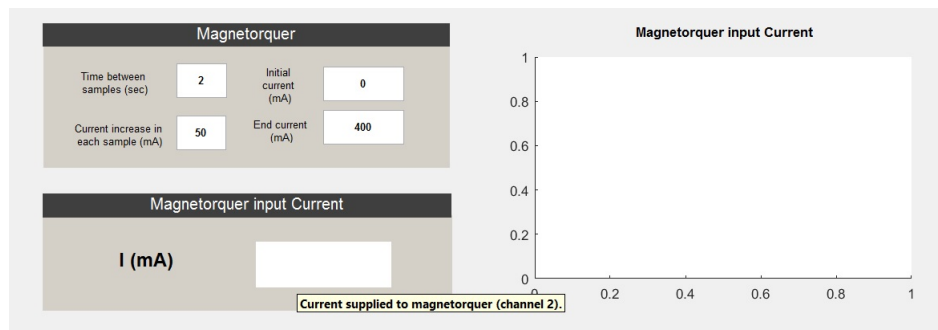 Magnetorquer
Time between
samples (sec)
2
Initial
current
(mA)
0
Current increase in
each sample (mA)
50
End current
(mA)
400
Magnetorquer input Current
I (mA)
Current supplied to magnetorquer (channel 2).
Magnetorquer input Current
1
0.8
0.6
0.4
0.2
0
0
0.2
0.4
0.6
0.8
1